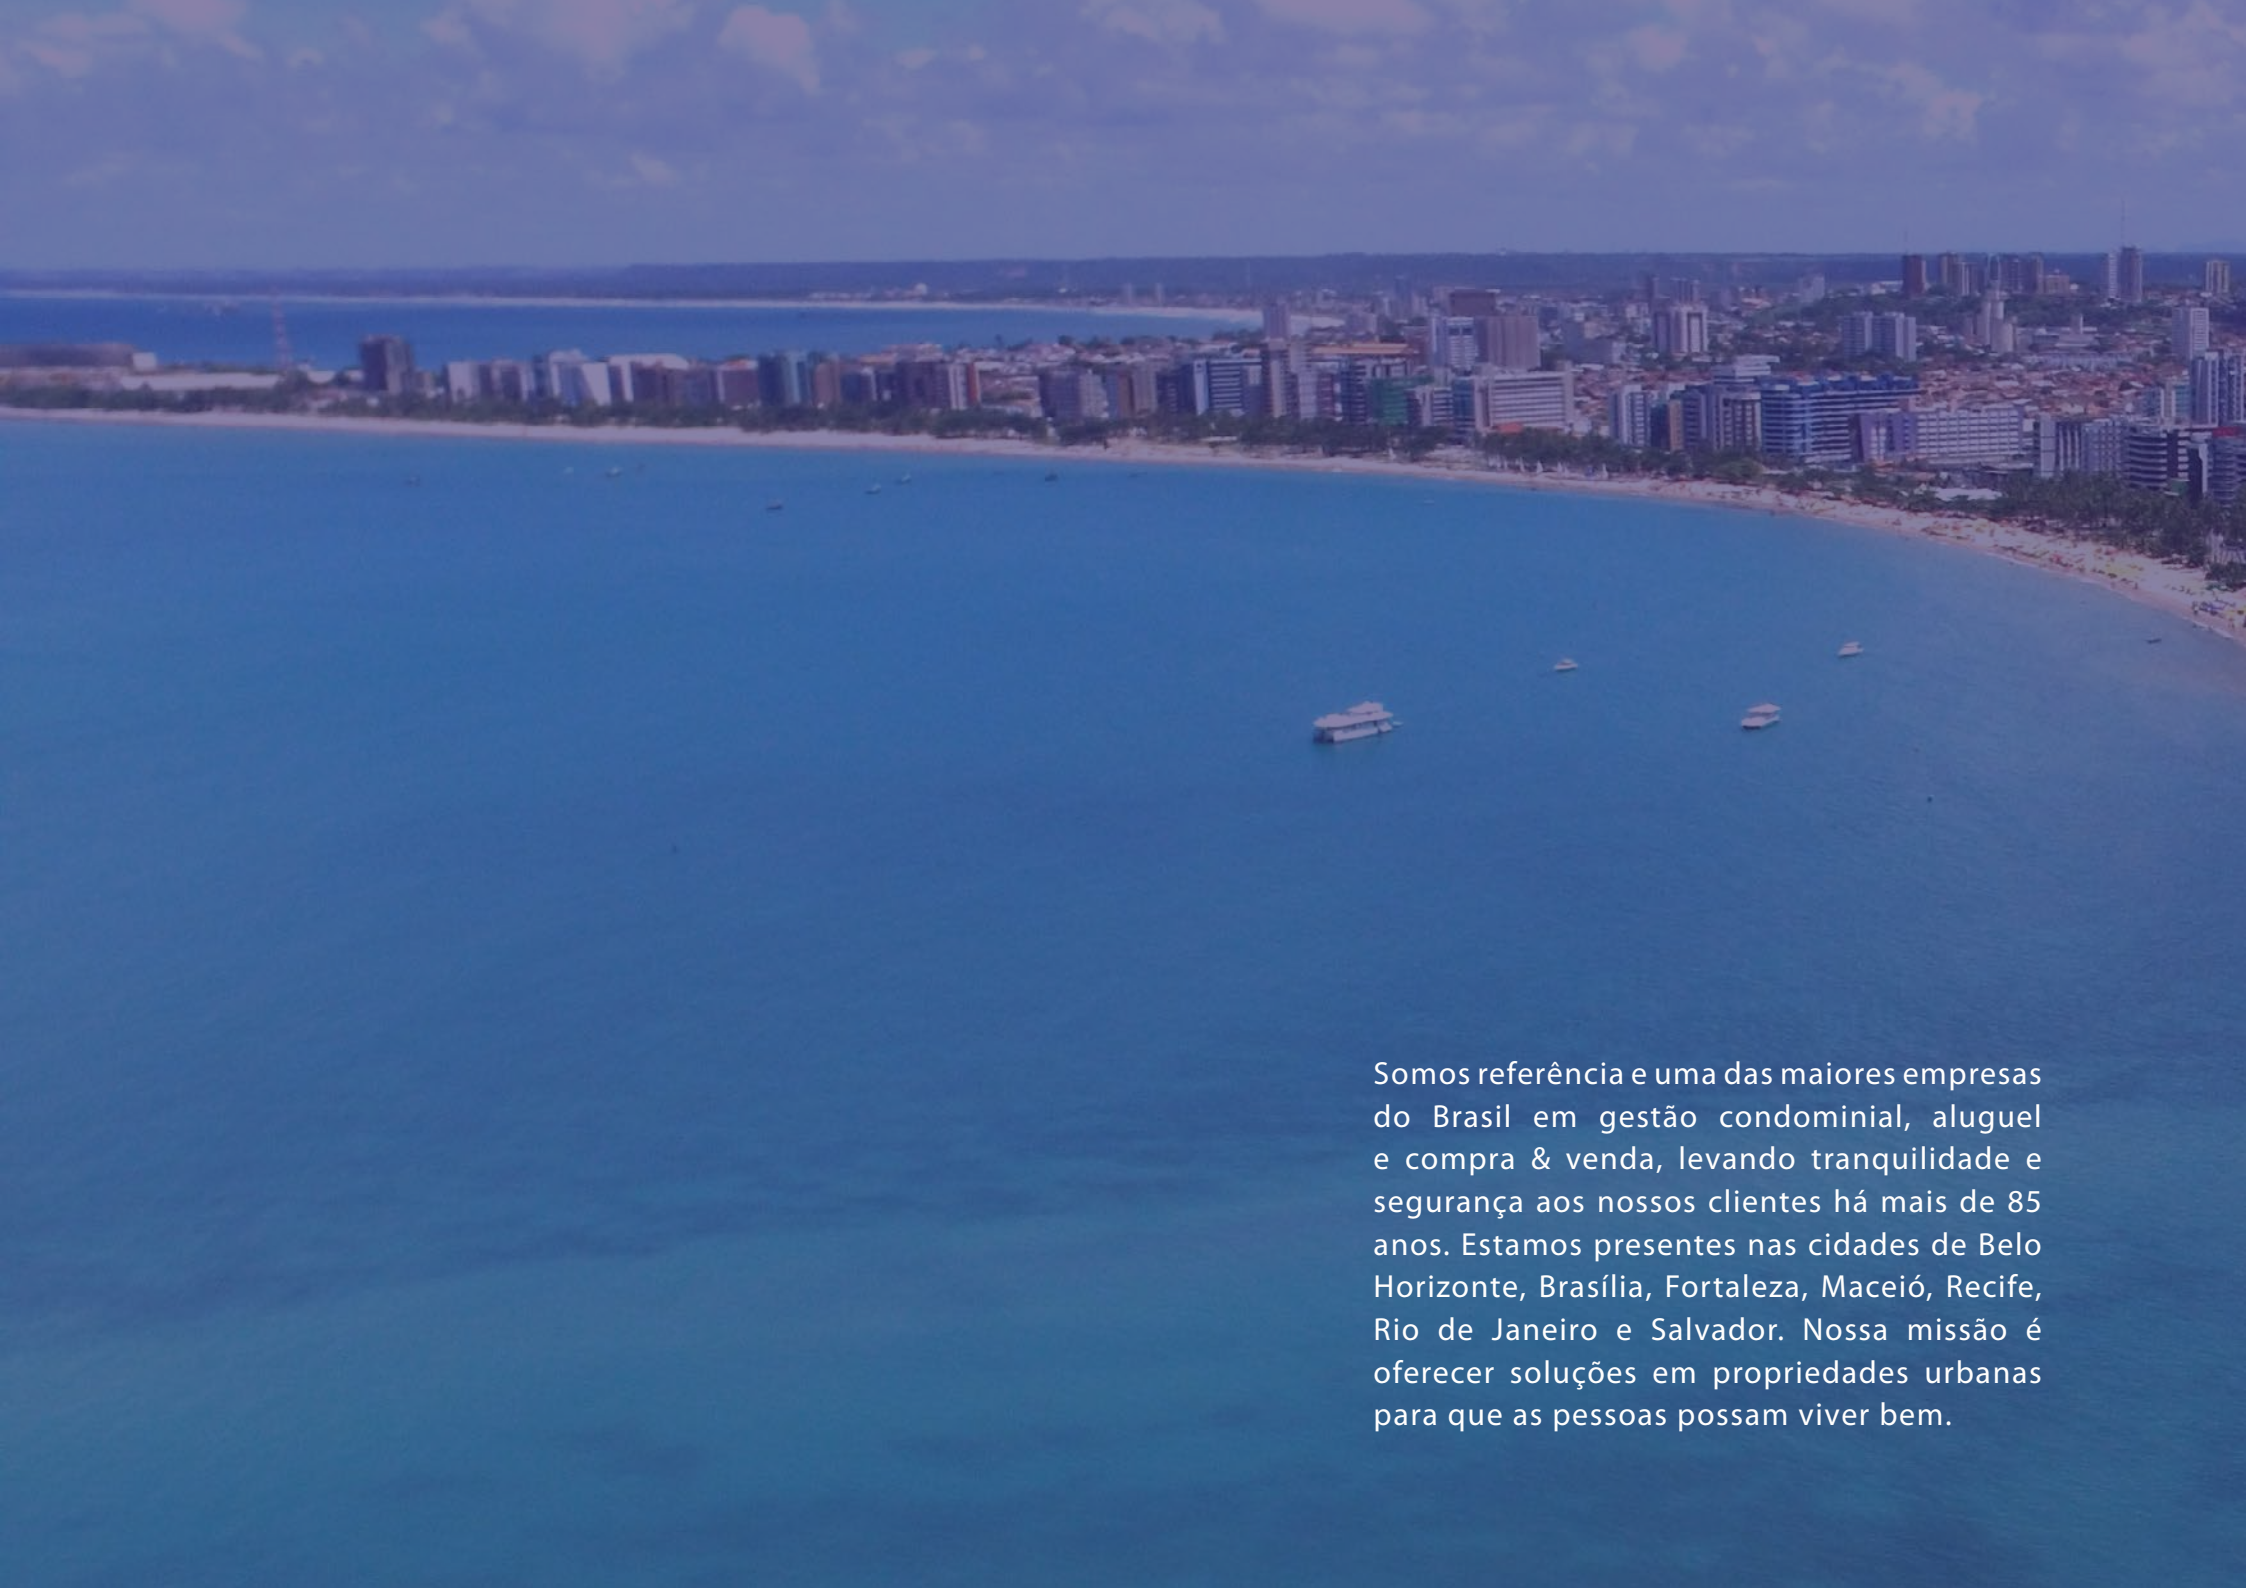 Somos referência e uma das maiores empresas
do Brasil em gestão condominial, aluguel
e compra & venda, levando tranquilidade e
segurança aos nossos clientes há mais de 85
anos. Estamos presentes nas cidades de Belo
Horizonte, Brasília, Fortaleza, Maceió, Recife,
Rio de Janeiro e Salvador. Nossa missão é
oferecer soluções em propriedades urbanas
para que as pessoas possam viver bem.